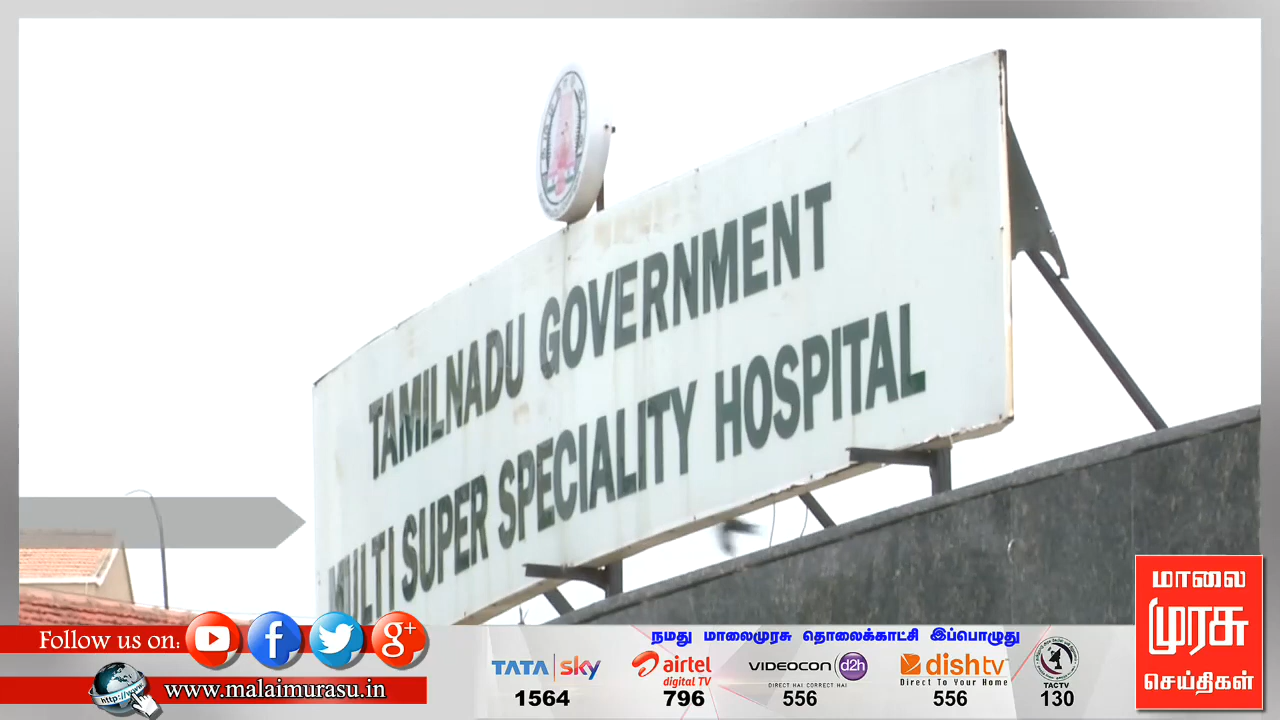 TAMILNADU GOVERNMENT
MULTI SUPER SPECIALITY HOSPITAL
Follow us on:
g+
http://www
www.malaimurasu.in
நமது மாலைமுரசு தொலைக்காட்சி இப்பொழுது
TATA sky
1564
airtel
digital TV
796
VIDEOCON d2h
DIRECT HAI CORRECT HAI
556
dishtv
Direct To Your Home
556
TACTV
130
மாலை
முரசு
செய்திகள்